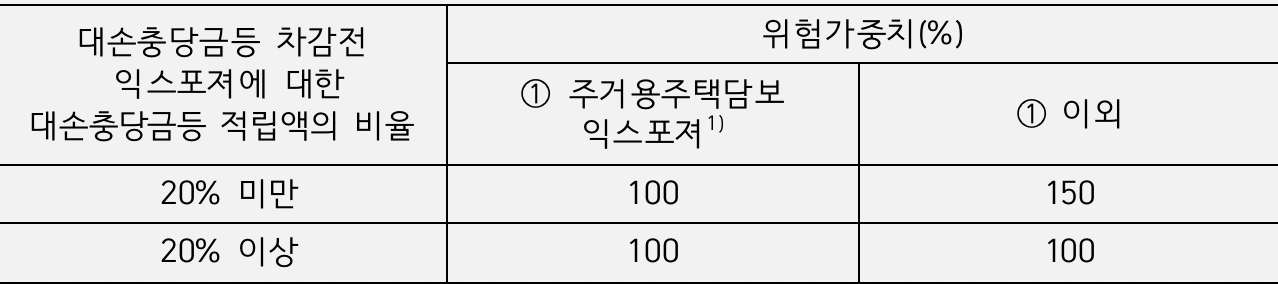 대손충당금등 차감전
익스포져에 대한
대손충당금등 적립액의 비율
위험가중치(%)
① 주거용주택담보
익스포져1)
① 이외
20% 미만
100
150
20% 이상
100
100